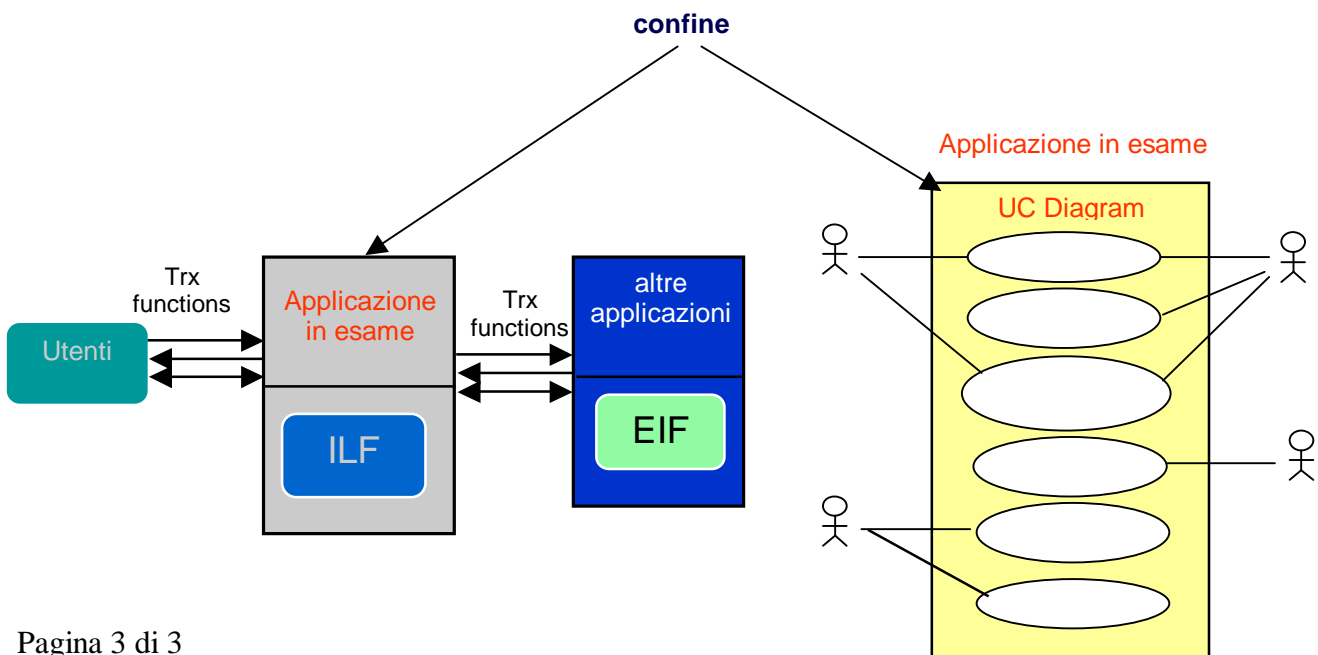 confine
Applicazione in esame
UC Diagram
Trx
functions
Applicazione
in esame
Trx
functions
altre
applicazioni
Utenti
ILF
EIF
Pagina 3 di 3